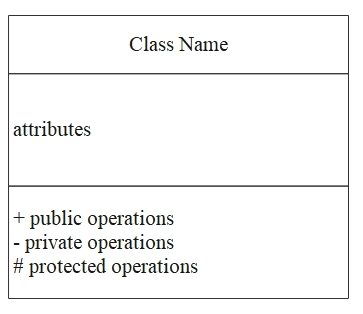 Class Name
attributes
+ public operations
- private operations
# protected operations